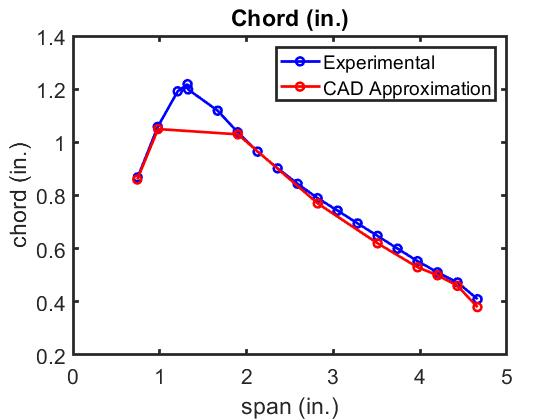 Chord (in.)
1.4
1.2
1
0.8
0.6
0.4
0.2
chord (in.)
Experimental
CAD Approximation
0 1 2 3 4 5
span (in.)